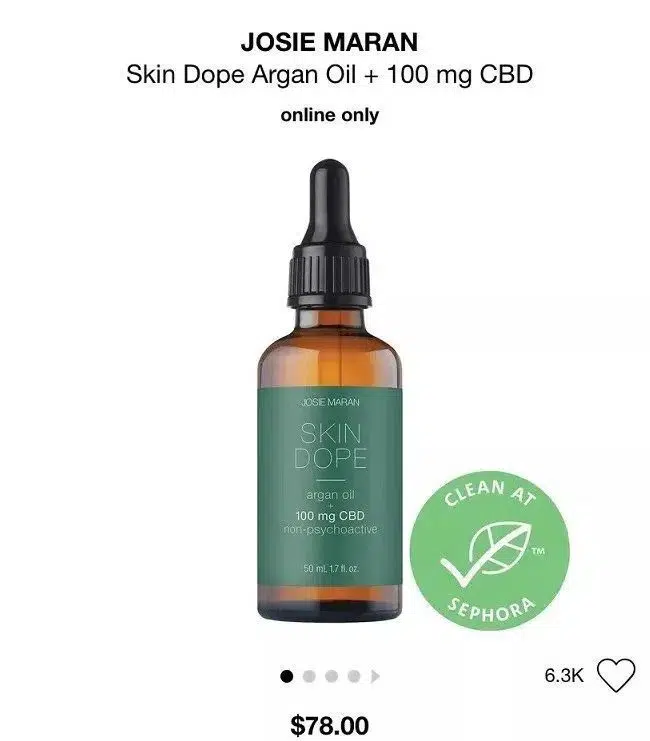 JOSIE MARAN
Skin Dope Argan Oil + 100 mg CBD
online only
JOSIE MARAN
SKIN
DOPE
argan oil
+
100 mg CBD
non-psychoactive
50 mL 1.7 fl. oz.
CLEAN AT
TM
SEPHORA
6.3K
$78.00